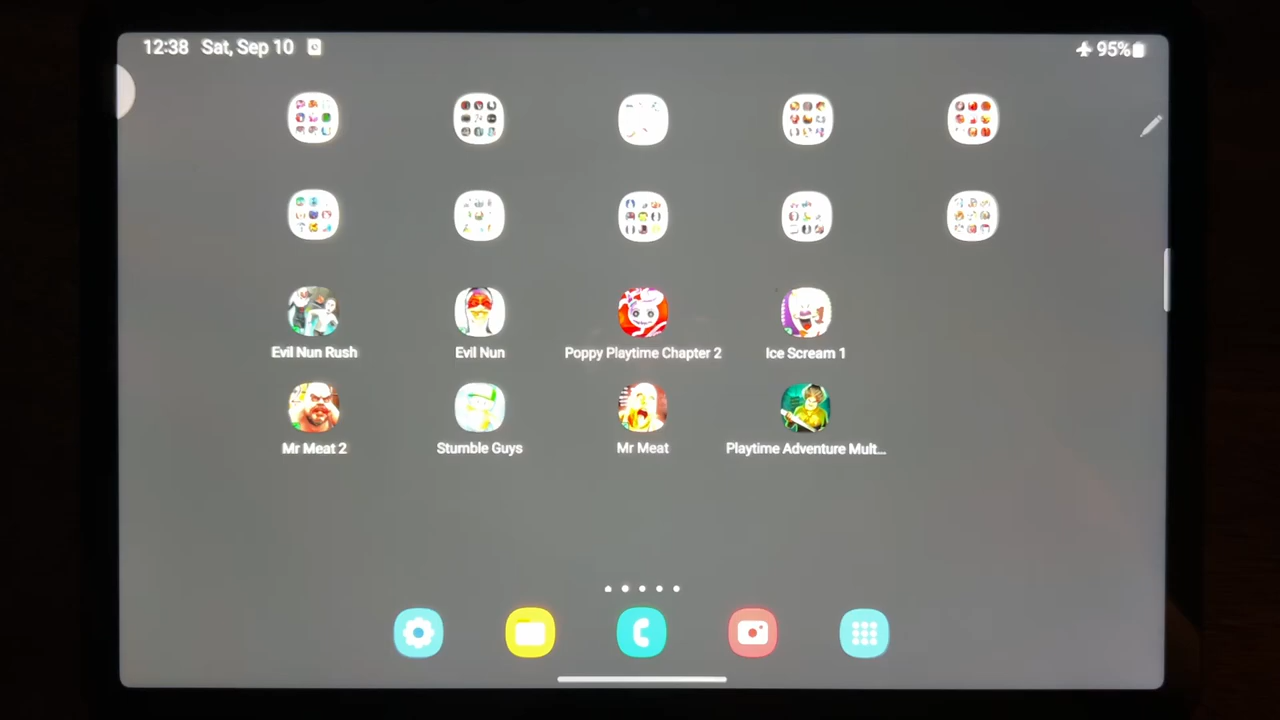 12:38 Sat, Sep 10
95%
Evil Nun Rush
Evil Nun
Poppy Playtime Chapter 2
Ice Scream 1
Mr Meat 2
Stumble Guys
Mr Meat
Playtime Adventure Mult...